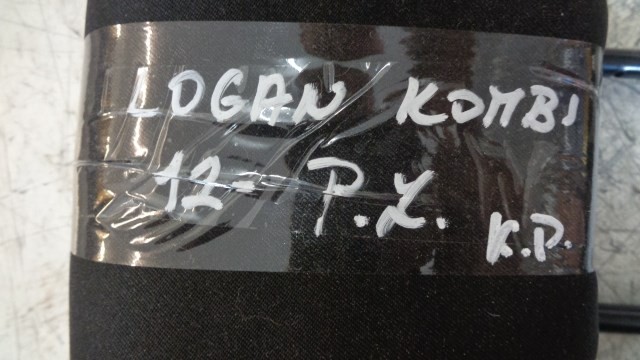 LOGAN KOMBI
12- P.Z.
K.P.